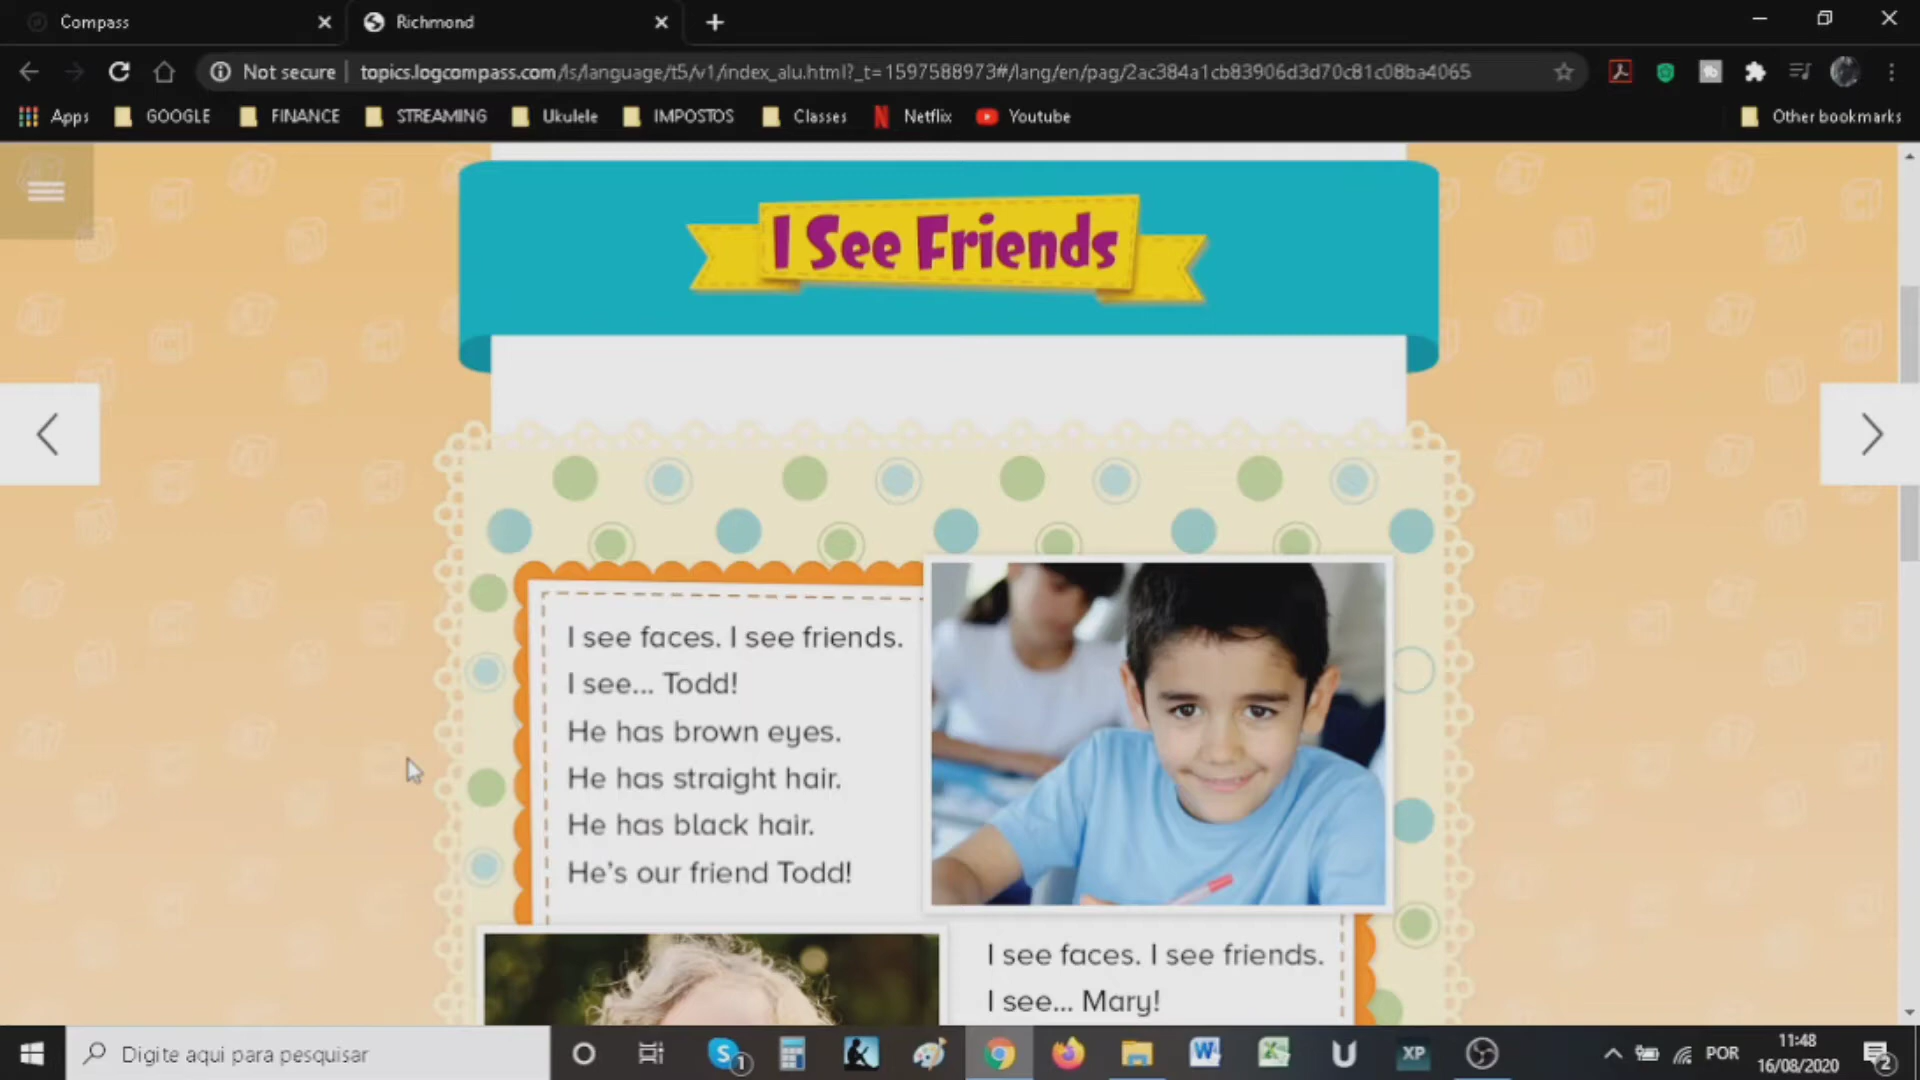 Compass
Richmond
Not secure | topics.logcompass.com/ls/language/t5/v1/index_alu.html?_t=1597588973#/lang/en/pag/2ac384a1cb83906d3d70c81c08ba4065
Apps GOOGLE FINANCE STREAMING Ukulele IMPOSTOS Classes Netflix Youtube Other bookmarks
I See Friends
I see faces. I see friends.
I see... Todd!
He has brown eyes.
He has straight hair.
He has black hair.
He's our friend Todd!
I see faces. I see friends.
I see... Mary!
Digite aqui para pesquisar
1
XP
POR
11:48
16/08/2020
2